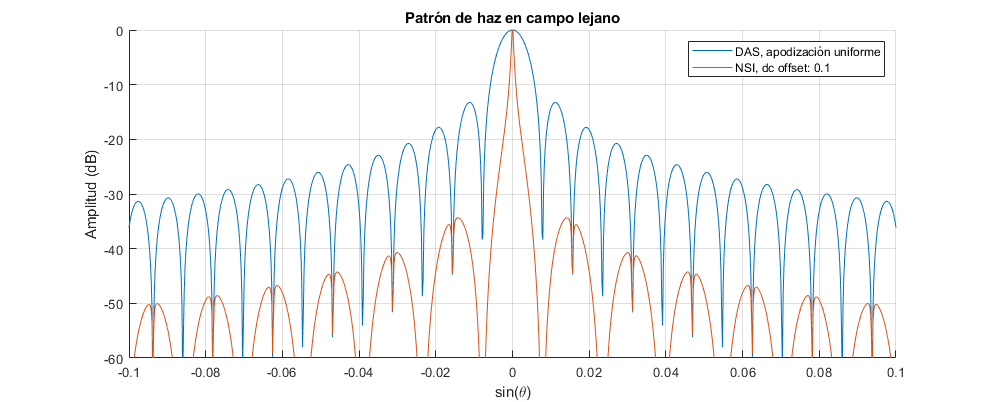 Patrón de haz en campo lejano
DAS, apodización uniforme
NSI, dc offset: 0.1
Amplitud (dB)
0
-10
-20
-30
-40
-50
-60
-0.1 -0.08 -0.06 -0.04 -0.02 0 0.02 0.04 0.06 0.08 0.1
sin(θ)